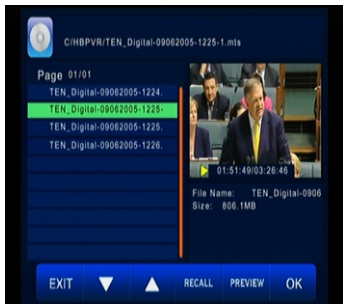 C/HBPVR/TEN_Digital-09062005-1225-1.mts
Page 01/01
TEN_Digital-09062005-1224.
TEN_Digital-09062005-1225-
TEN_Digital-09062005-1225.
TEN_Digital-09062005-1226.
01:51:49/03:26:46
File Name: TEN_Digital-0906
Size: 806.1MB
EXIT
RECALL
PREVIEW
OK